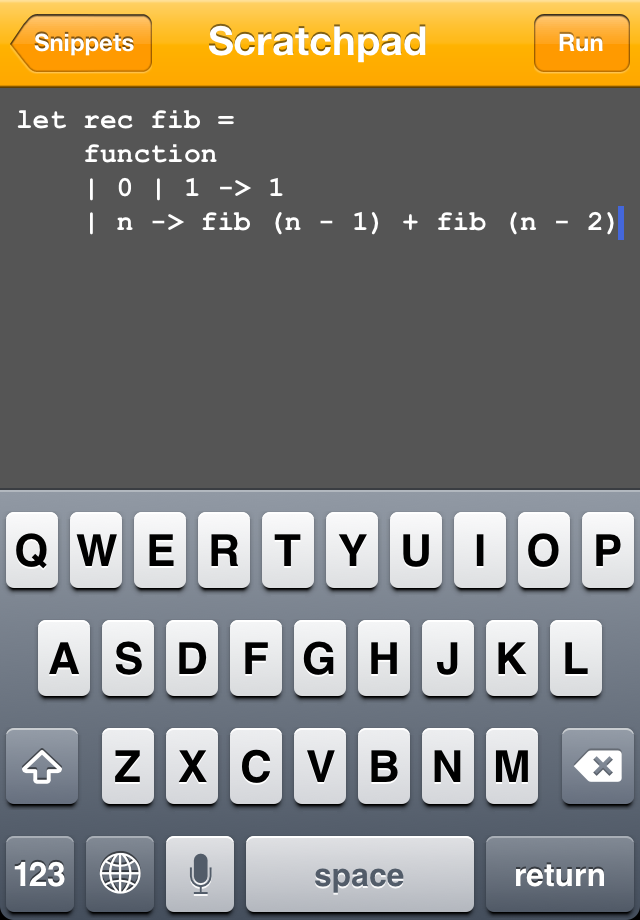 Snippets
Scratchpad
Run
let rec fib =
    function
    | 0 | 1 -> 1
    | n -> fib (n - 1) + fib (n - 2)
Q W E R T Y U I O P
A S D F G H J K L
Z X C V B N M
123 space return